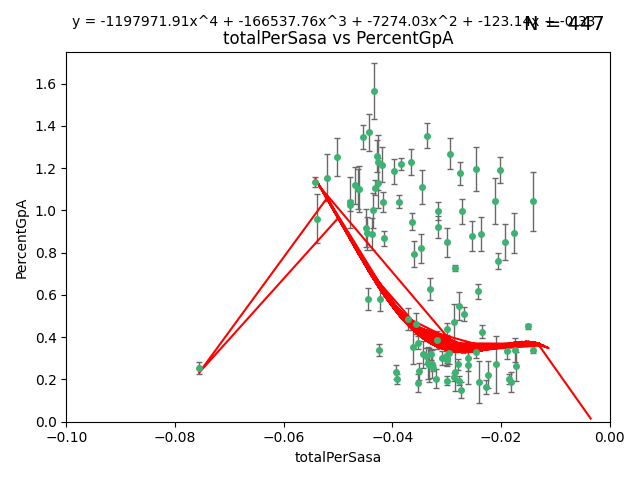 y = -1197971.91x^4 + -166537.76x^3 + -7274.03x^2 + -123.14x + -0.33
N = 447
totalPerSasa vs PercentGpA
PercentGpA
1.6
1.4
1.2
1.0
0.8
0.6
0.4
0.2
0.0
−0.10 −0.08 −0.06 −0.04 −0.02 0.00
totalPerSasa